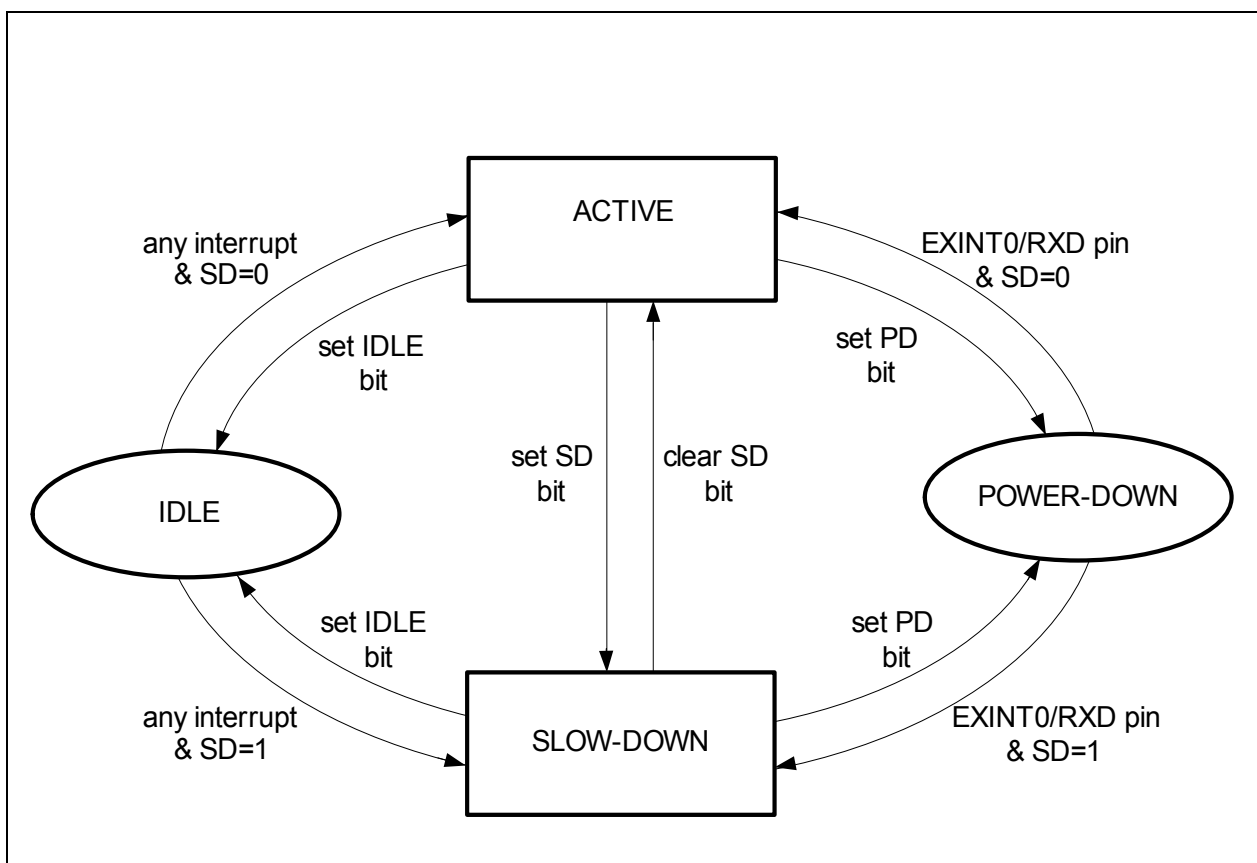 ACTIVE
any interrupt
& SD=0
EXINT0/RXD pin
& SD=0
set IDLE
bit
set PD
bit
set SD
bit
clear SD
bit
IDLE
POWER-DOWN
set IDLE
bit
set PD
bit
any interrupt
& SD=1
SLOW-DOWN
EXINT0/RXD pin
& SD=1